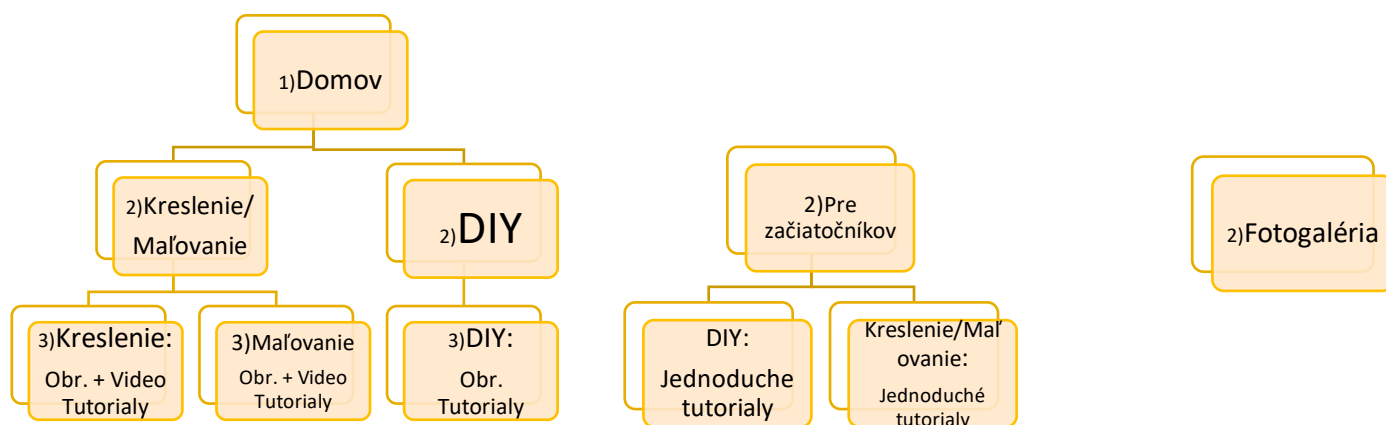 1)Domov
2)Kreslenie/
Maľovanie
2)DIY
2)Pre
začiatočníkov
2)Fotogaléria
3)Kreslenie:
Obr. + Video
Tutorialy
3)Maľovanie
Obr. + Video
Tutorialy
3)DIY:
Obr.
Tutorialy
DIY:
Jednoduche
tutorialy
Kreslenie/Maľ
ovanie:
Jednoduché
tutorialy